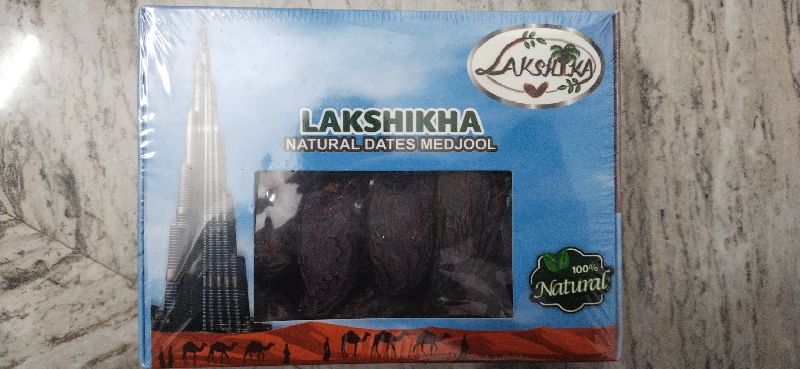 LAKSHIKA
LAKSHIKHA
NATURAL DATES MEDJOOL
100%
Natural